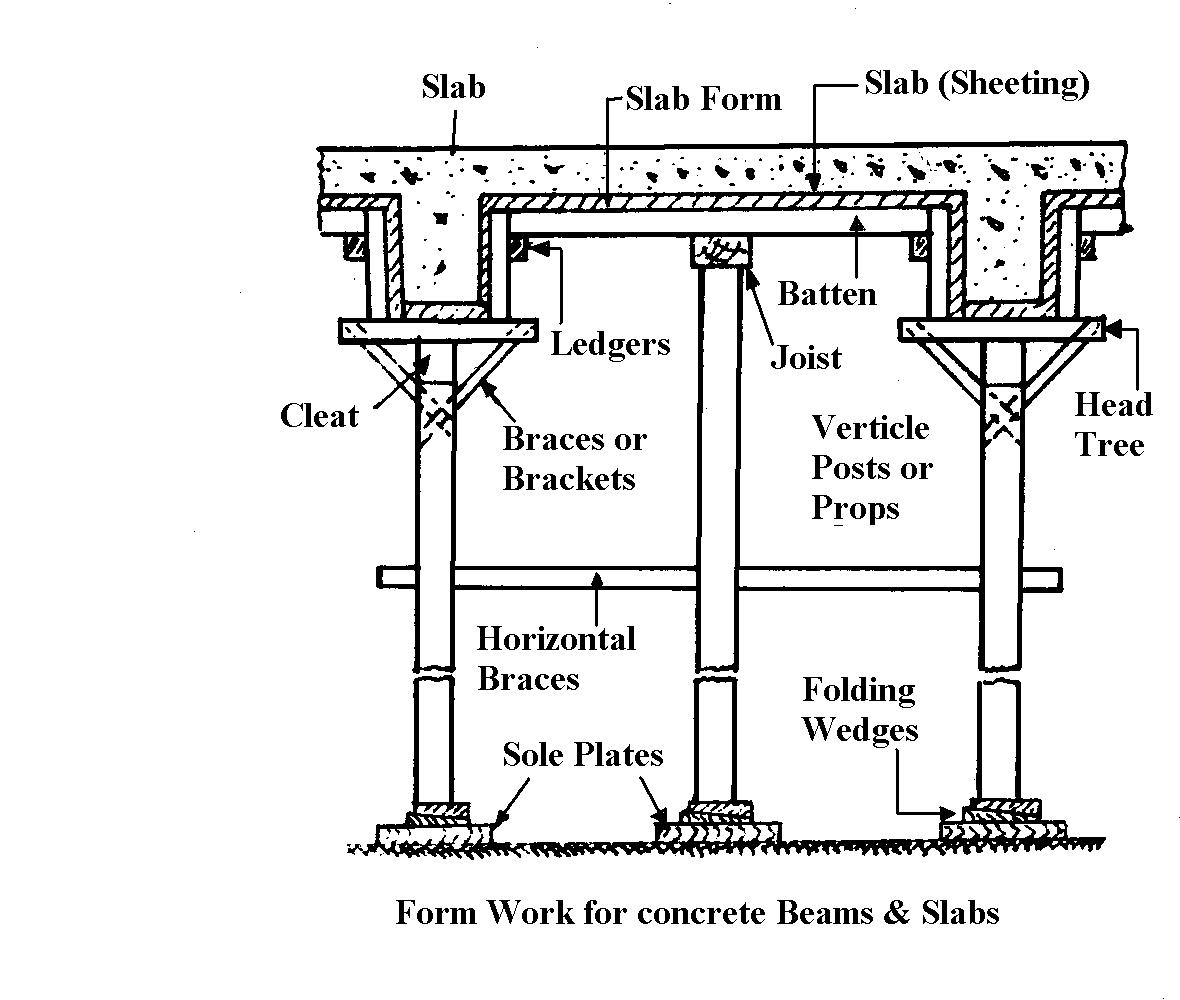 Slab
Slab Form
Slab (Sheeting)
Batten
Ledgers
Joist
Cleat
Head
Tree
Braces or
Brackets
Verticle
Posts or
Props
Horizontal
Braces
Folding
Wedges
Sole Plates
Form Work for concrete Beams & Slabs